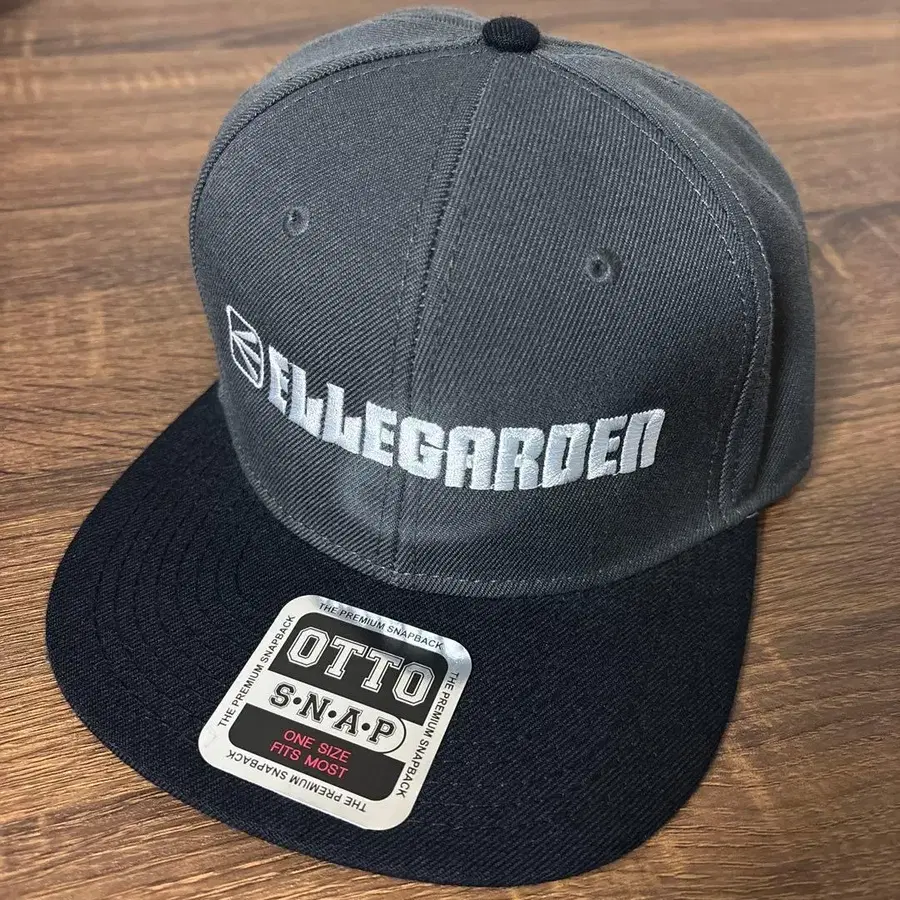 ELLEGARDEN
THE PREMIUM SNAPBACK
OTTO
S·N·A·P
ONE SIZE
FITS MOST
THE PREMIUM SNAPBACK
THE PREMIUM SNAPBACK
THE PREMIUM SNAPBACK